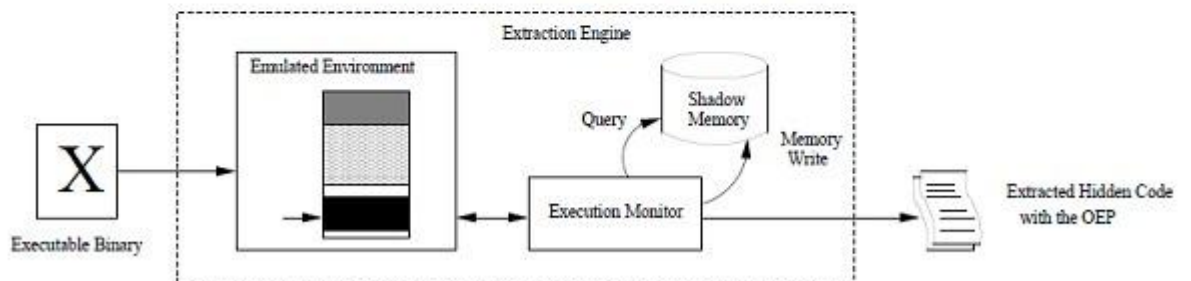 Extraction Engine
Emulated Environment
Shadow
Memory
Query
Memory
Write
X
Execution Monitor
Extracted Hidden Code
with the OEP
Executable Binary